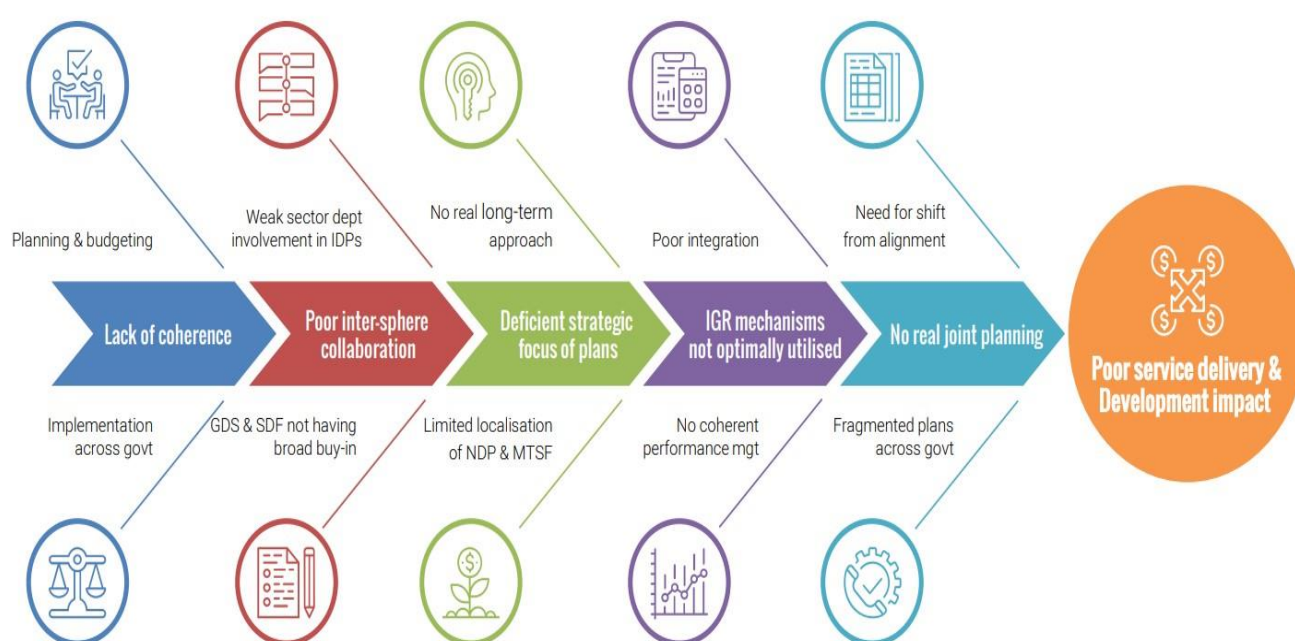 Planning & budgeting
Weak sector dept
involvement in IDPs
No real long-term
approach
Poor integration
Need for shift
from alignment
Lack of coherence
Poor inter-sphere
collaboration
Deficient strategic
focus of plans
IGR mechanisms
not optimally utilised
No real joint planning
Poor service delivery &
Development impact
Implementation
across govt
GDS & SDF not having
broad buy-in
Limited localisation
of NDP & MTSF
No coherent
performance mgt
Fragmented plans
across govt